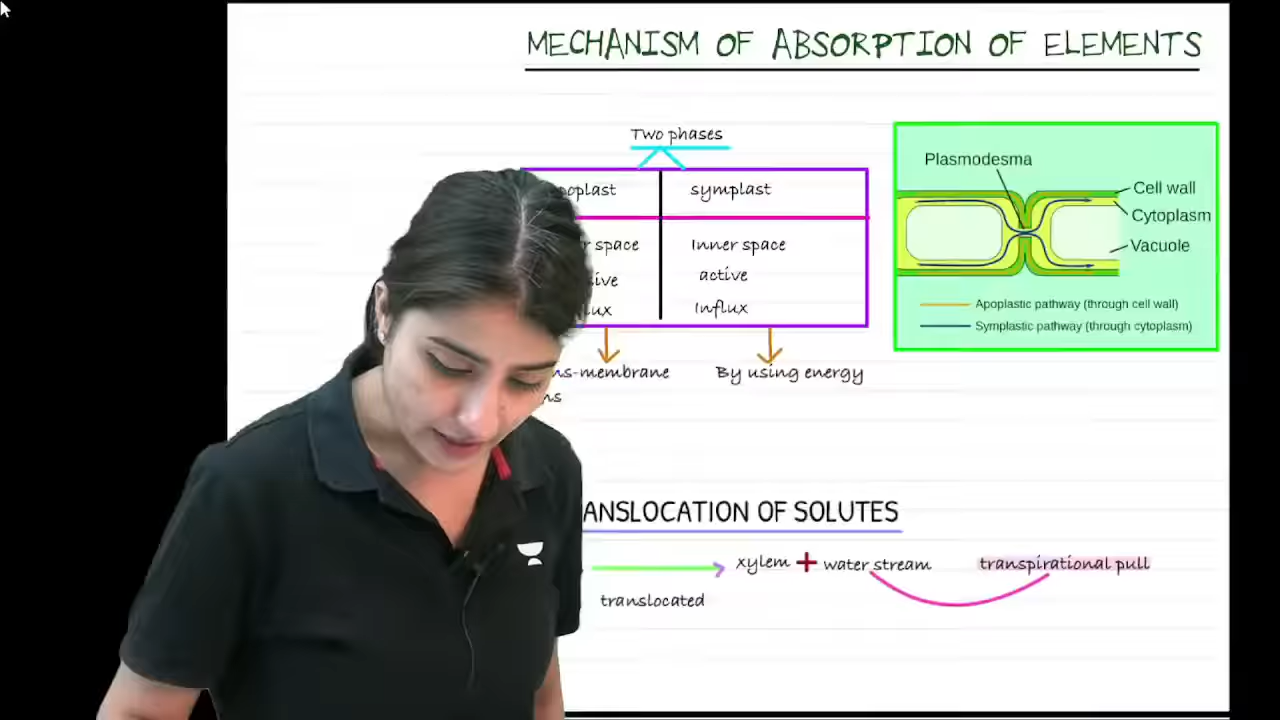 MECHANISM OF ABSORPTION OF ELEMENTS
Two phases
symplast
space Inner space
active
Influx
By using energy
Plasmodesma
Cell wall
Cytoplasm
Vacuole
Apoplastic pathway (through cell wall)
Symplastic pathway (through cytoplasm)
OF SOLUTES
xylem + water stream transpirational pull
translocated